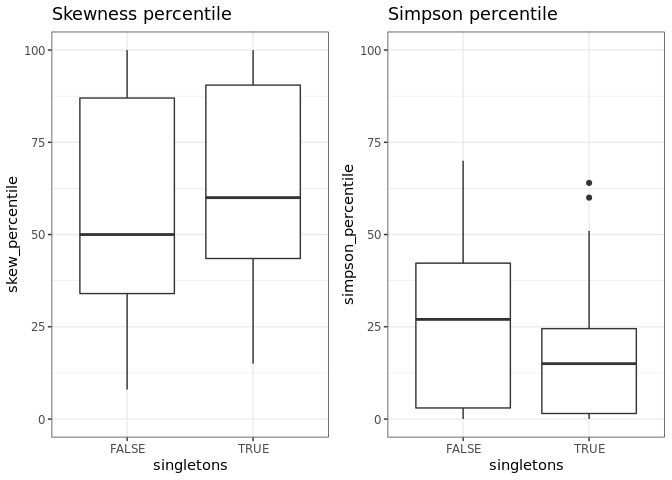 Skewness percentile
skew_percentile
100
75
50
25
0
FALSE TRUE
singletons
Simpson percentile
simpson_percentile
100
75
50
25
0
FALSE TRUE
singletons